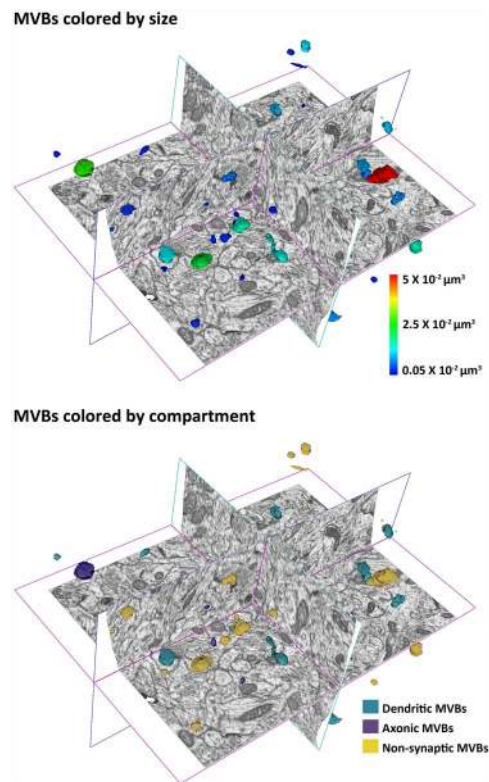 MVBs colored by size
5 X 10⁻² μm³
2.5 X 10⁻² μm³
0.05 X 10⁻² μm³
MVBs colored by compartment
Dendritic MVBs
Axonic MVBs
Non-synaptic MVBs